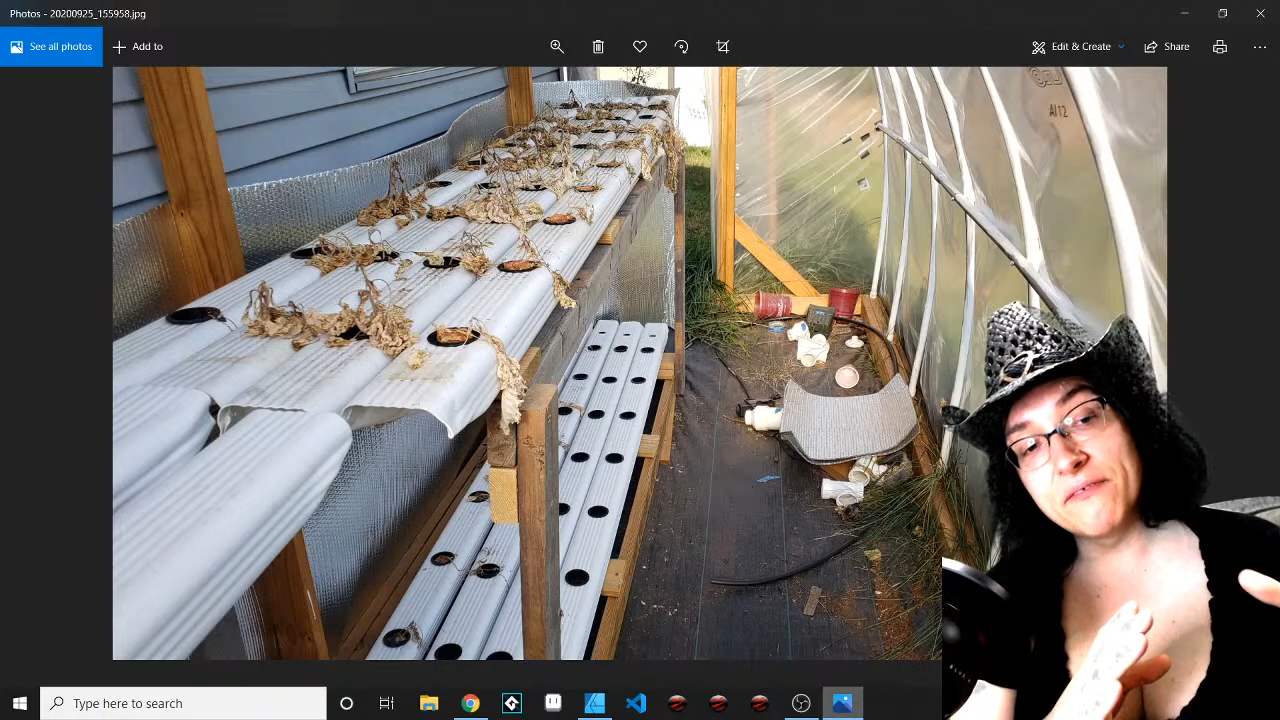 Photos - 20200925_155958.jpg
See all photos
Add to
Edit & Create
Share
AI12
Type here to search